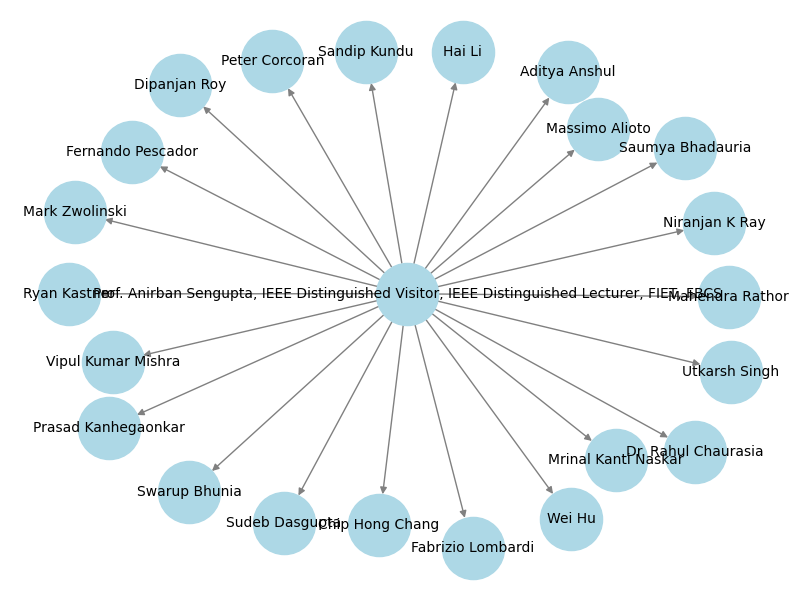 Sandip Kundu
Hai Li
Peter Corcoran
Aditya Anshul
Dipanjan Roy
Massimo Alioto
Saumya Bhadauria
Fernando Pescador
Mark Zwolinski
Niranjan K Ray
Ryan Kastner
Prof. Anirban Sengupta, IEEE Distinguished Visitor, IEEE Distinguished Lecturer, FIET, FBCS
Mahendra Rathor
Vipul Kumar Mishra
Utkarsh Singh
Prasad Kanhegaonkar
Dr. Rahul Chaurasia
Mrinal Kanti Naskar
Swarup Bhunia
Wei Hu
Sudeb Dasgupta
Chip Hong Chang
Fabrizio Lombardi